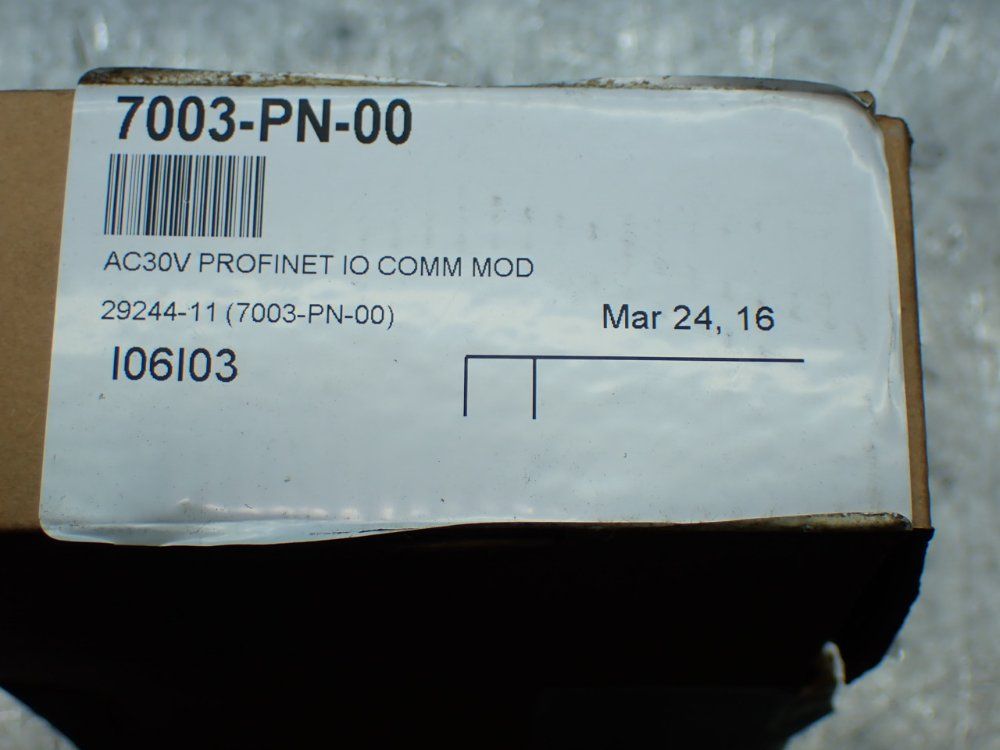 7003-PN-00
AC30V PROFINET IO COMM MOD
29244-11 (7003-PN-00)
Mar 24, 16
I06I03